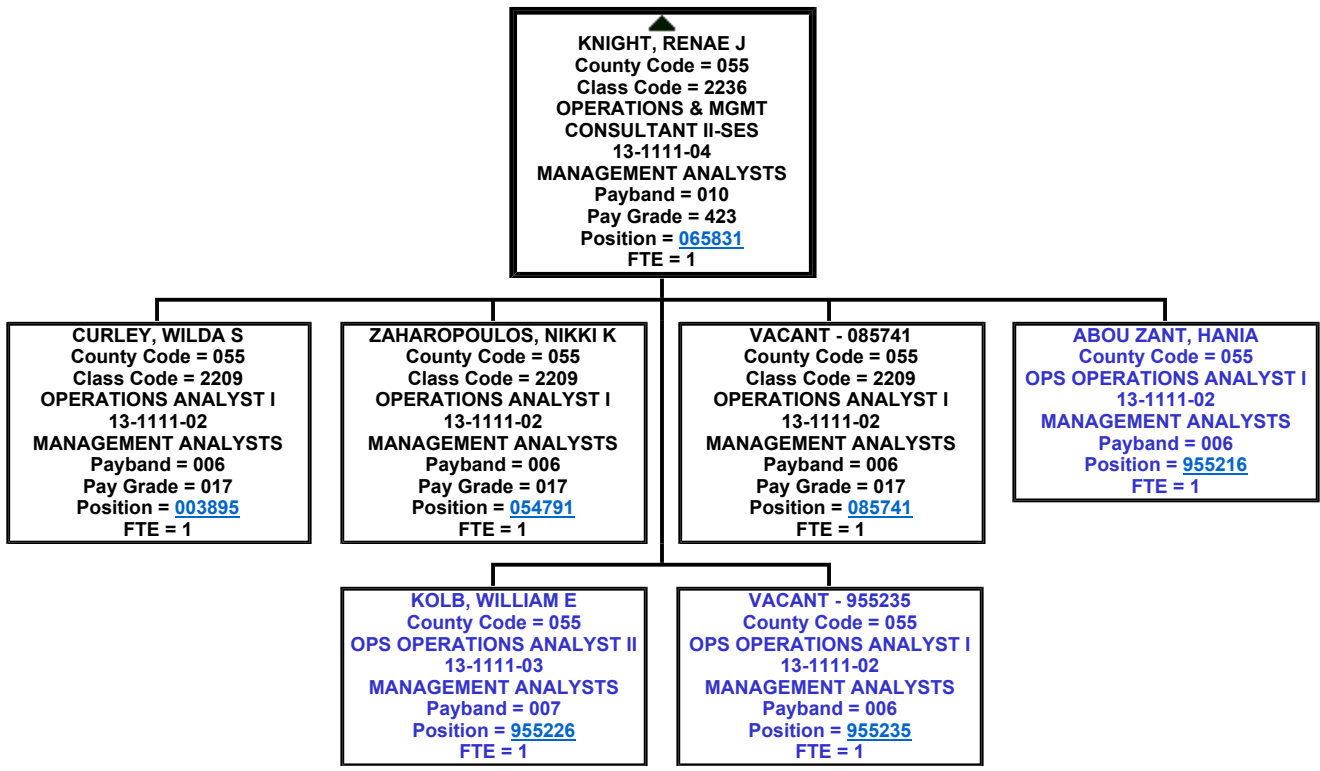 KNIGHT, RENAE J
County Code = 055
Class Code = 2236
OPERATIONS & MGMT
CONSULTANT II-SES
13-1111-04
MANAGEMENT ANALYSTS
Payband = 010
Pay Grade = 423
Position = 065831
FTE = 1
CURLEY, WILDA S
County Code = 055
Class Code = 2209
OPERATIONS ANALYST I
13-1111-02
MANAGEMENT ANALYSTS
Payband = 006
Pay Grade = 017
Position = 003895
FTE = 1
ZAHAROPOULOS, NIKKI K
County Code = 055
Class Code = 2209
OPERATIONS ANALYST I
13-1111-02
MANAGEMENT ANALYSTS
Payband = 006
Pay Grade = 017
Position = 054791
FTE = 1
VACANT - 085741
County Code = 055
Class Code = 2209
OPERATIONS ANALYST I
13-1111-02
MANAGEMENT ANALYSTS
Payband = 006
Pay Grade = 017
Position = 085741
FTE = 1
ABOU ZANT, HANIA
County Code = 055
OPS OPERATIONS ANALYST I
13-1111-02
MANAGEMENT ANALYSTS
Payband = 006
Position = 955216
FTE = 1
KOLB, WILLIAM E
County Code = 055
OPS OPERATIONS ANALYST II
13-1111-03
MANAGEMENT ANALYSTS
Payband = 007
Position = 955226
FTE = 1
VACANT - 955235
County Code = 055
OPS OPERATIONS ANALYST I
13-1111-02
MANAGEMENT ANALYSTS
Payband = 006
Position = 955235
FTE = 1